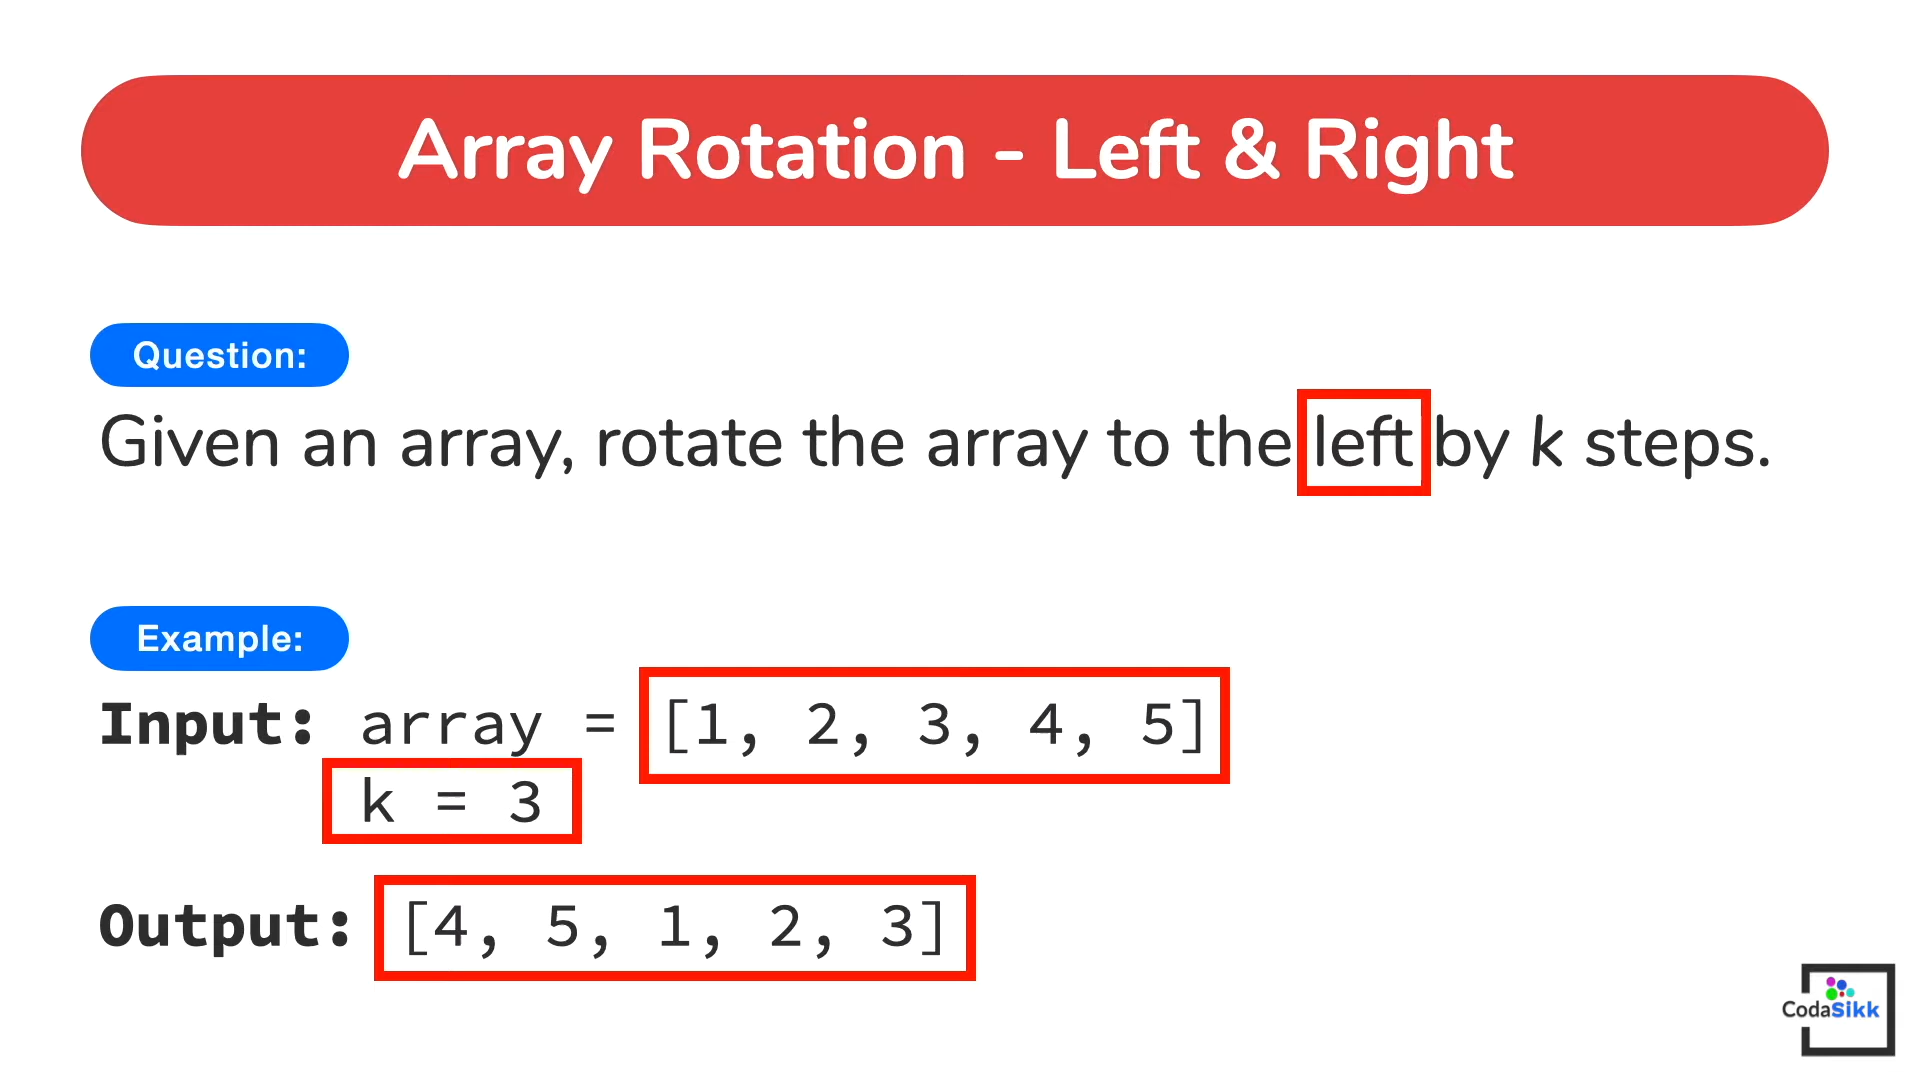 Array Rotation - Left & Right
Question:
Given an array, rotate the array to the left by k steps.
Example:
Input: array = [1, 2, 3, 4, 5]
k = 3
Output: [4, 5, 1, 2, 3]
CodaSikk